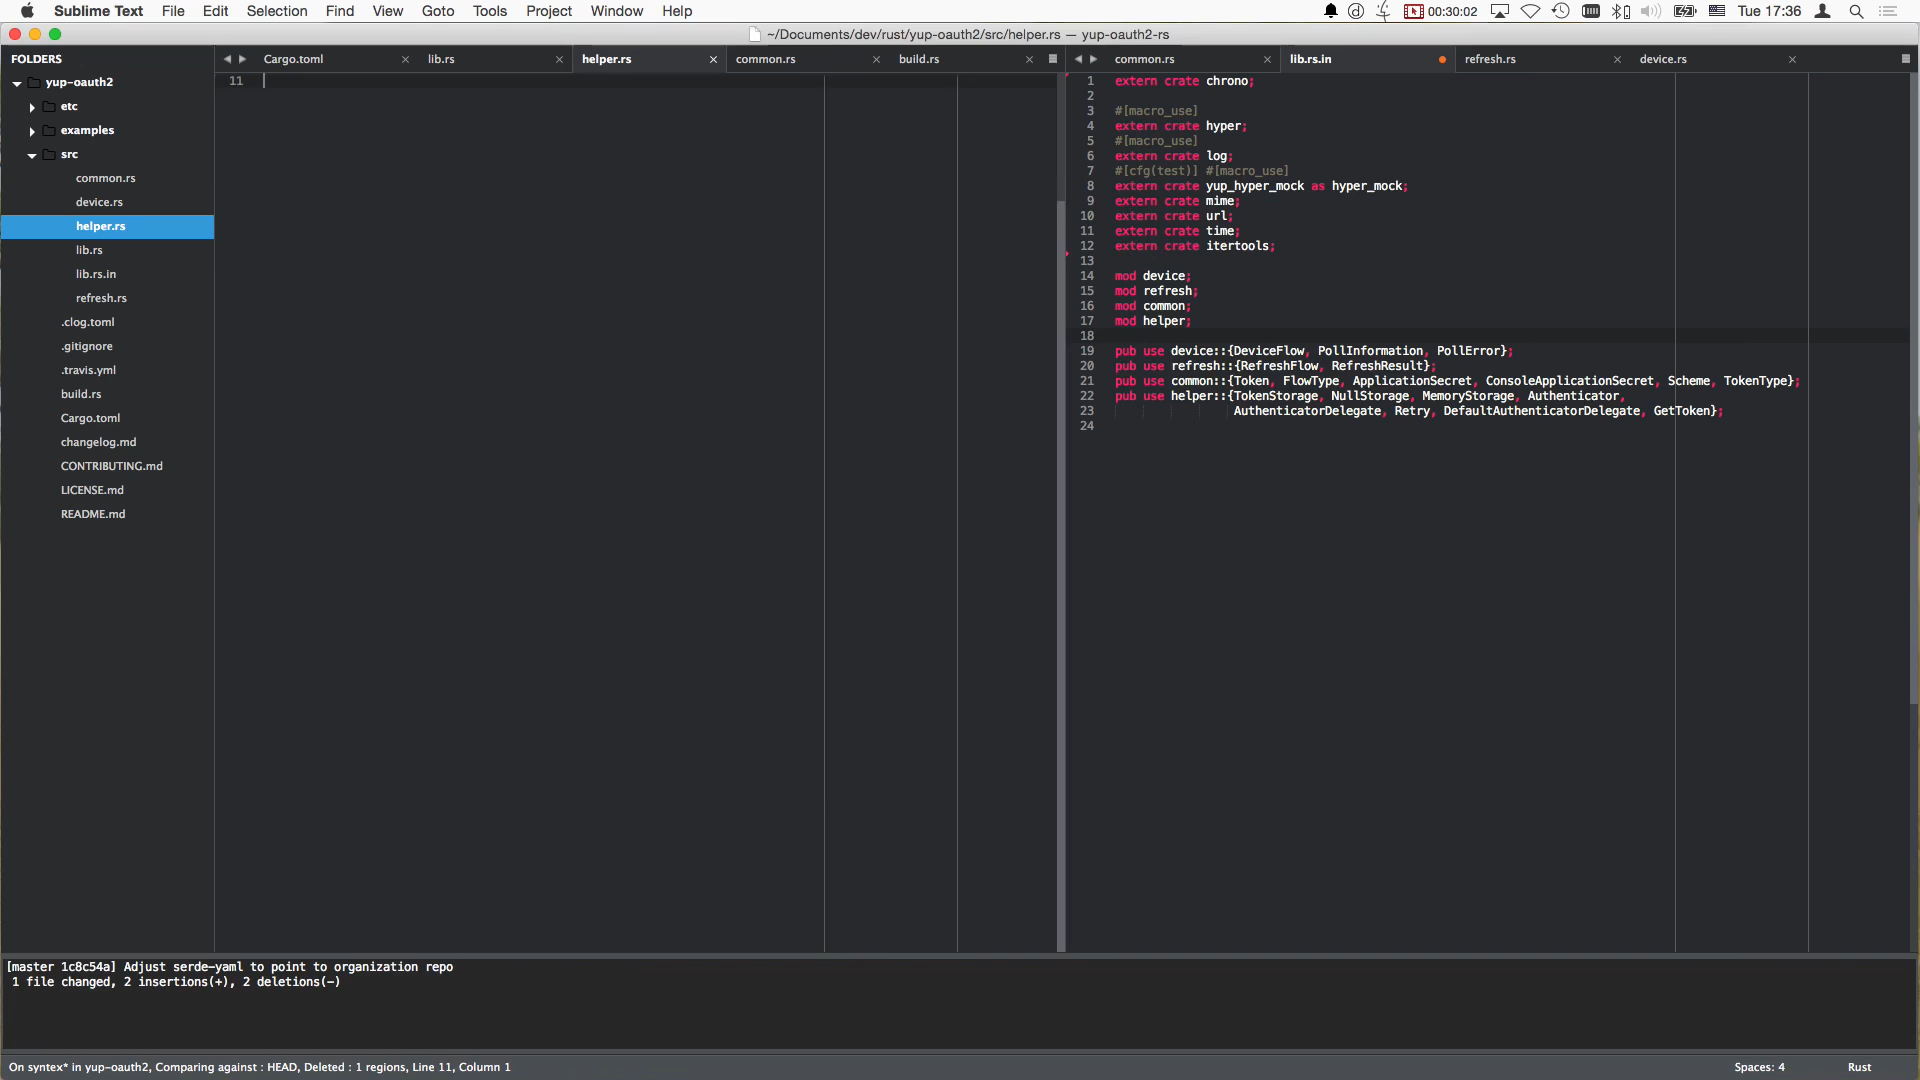 Sublime Text File Edit Selection Find View Goto Tools Project Window Help 00:30:02 Tue 17:36
~/Documents/dev/rust/yup-oauth2/src/helper.rs — yup-oauth2-rs
FOLDERS
yup-oauth2
etc
examples
src
common.rs
device.rs
helper.rs
lib.rs
lib.rs.in
refresh.rs
.clog.toml
.gitignore
.travis.yml
build.rs
Cargo.toml
changelog.md
CONTRIBUTING.md
LICENSE.md
README.md
Cargo.toml lib.rs helper.rs common.rs build.rs
11
common.rs lib.rs.in refresh.rs device.rs
1 extern crate chrono;
2
3 #[macro_use]
4 extern crate hyper;
5 #[macro_use]
6 extern crate log;
7 #[cfg(test)] #[macro_use]
8 extern crate yup_hyper_mock as hyper_mock;
9 extern crate mime;
10 extern crate url;
11 extern crate time;
12 extern crate itertools;
13
14 mod device;
15 mod refresh;
16 mod common;
17 mod helper;
18
19 pub use device::{DeviceFlow, PollInformation, PollError};
20 pub use refresh::{RefreshFlow, RefreshResult};
21 pub use common::{Token, FlowType, ApplicationSecret, ConsoleApplicationSecret, Scheme, TokenType};
22 pub use helper::{TokenStorage, NullStorage, MemoryStorage, Authenticator,
23 AuthenticatorDelegate, Retry, DefaultAuthenticatorDelegate, GetToken};
24
[master 1c8c54a] Adjust serde-yaml to point to organization repo
1 file changed, 2 insertions(+), 2 deletions(-)
On syntex* in yup-oauth2, Comparing against : HEAD, Deleted : 1 regions, Line 11, Column 1 Spaces: 4 Rust